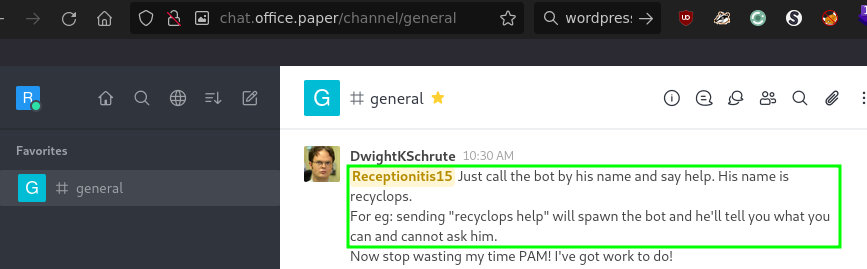 chat.office.paper/channel/general
wordpress
R
G # general
Favorites
G # general
DwightKSchrute 10:30 AM
Receptionitis15 Just call the bot by his name and say help. His name is
recyclops.
For eg: sending "recyclops help" will spawn the bot and he'll tell you what you
can and cannot ask him.
Now stop wasting my time PAM! I've got work to do!